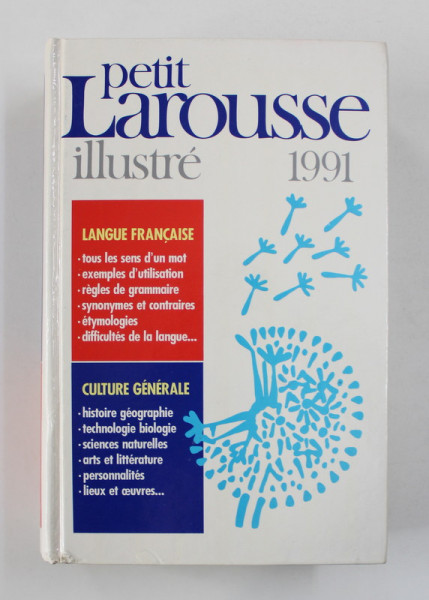 petit
Larousse
illustré 1991
LANGUE FRANÇAISE
· tous les sens d'un mot
· exemples d'utilisation
· règles de grammaire
· synonymes et contraires
· étymologies
· difficultés de la langue...
CULTURE GÉNÉRALE
· histoire géographie
· technologie biologie
· sciences naturelles
· arts et littérature
· personnalités
· lieux et œuvres...